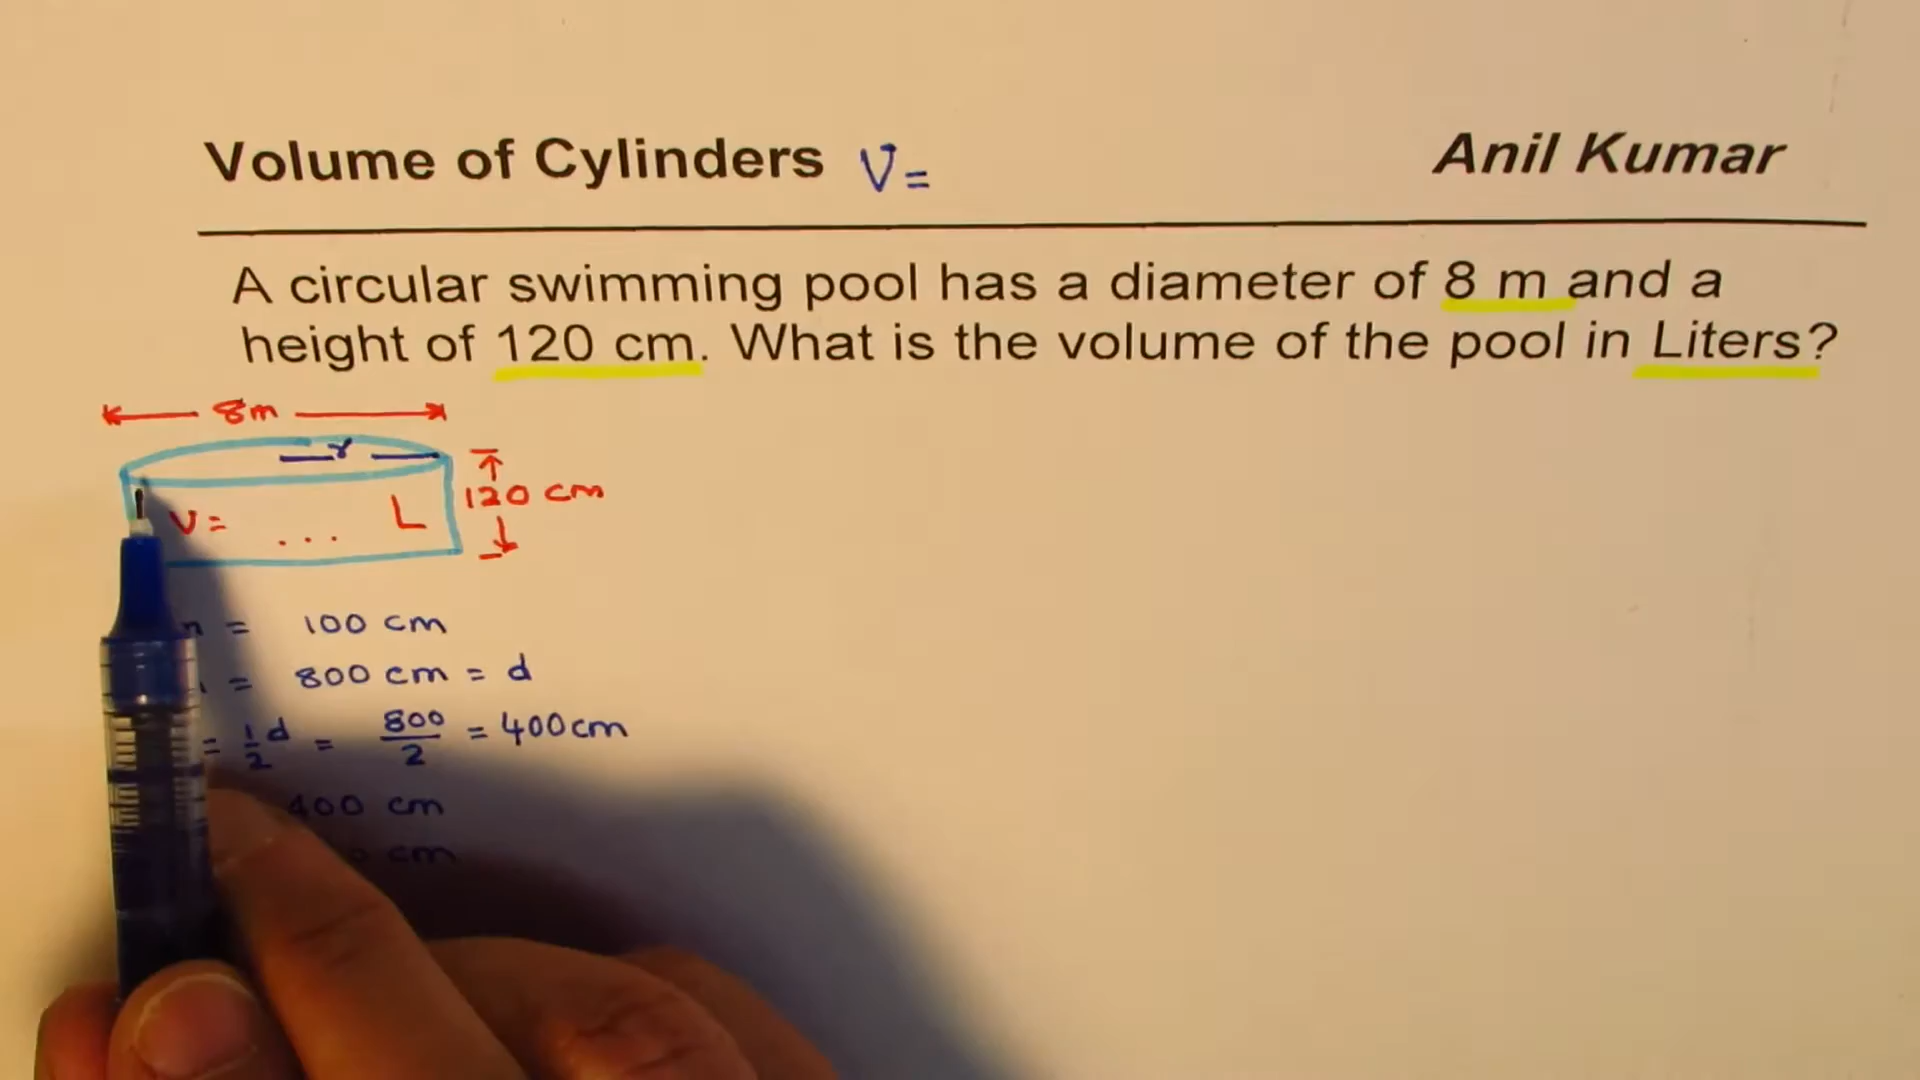 Volume of Cylinders V =
Anil Kumar
A circular swimming pool has a diameter of 8 m and a
height of 120 cm. What is the volume of the pool in Liters?
8m
r
120 cm
V = ... L
= 100 cm
= 800 cm = d
= 1/2 d = 800/2 = 400cm
400 cm
cm